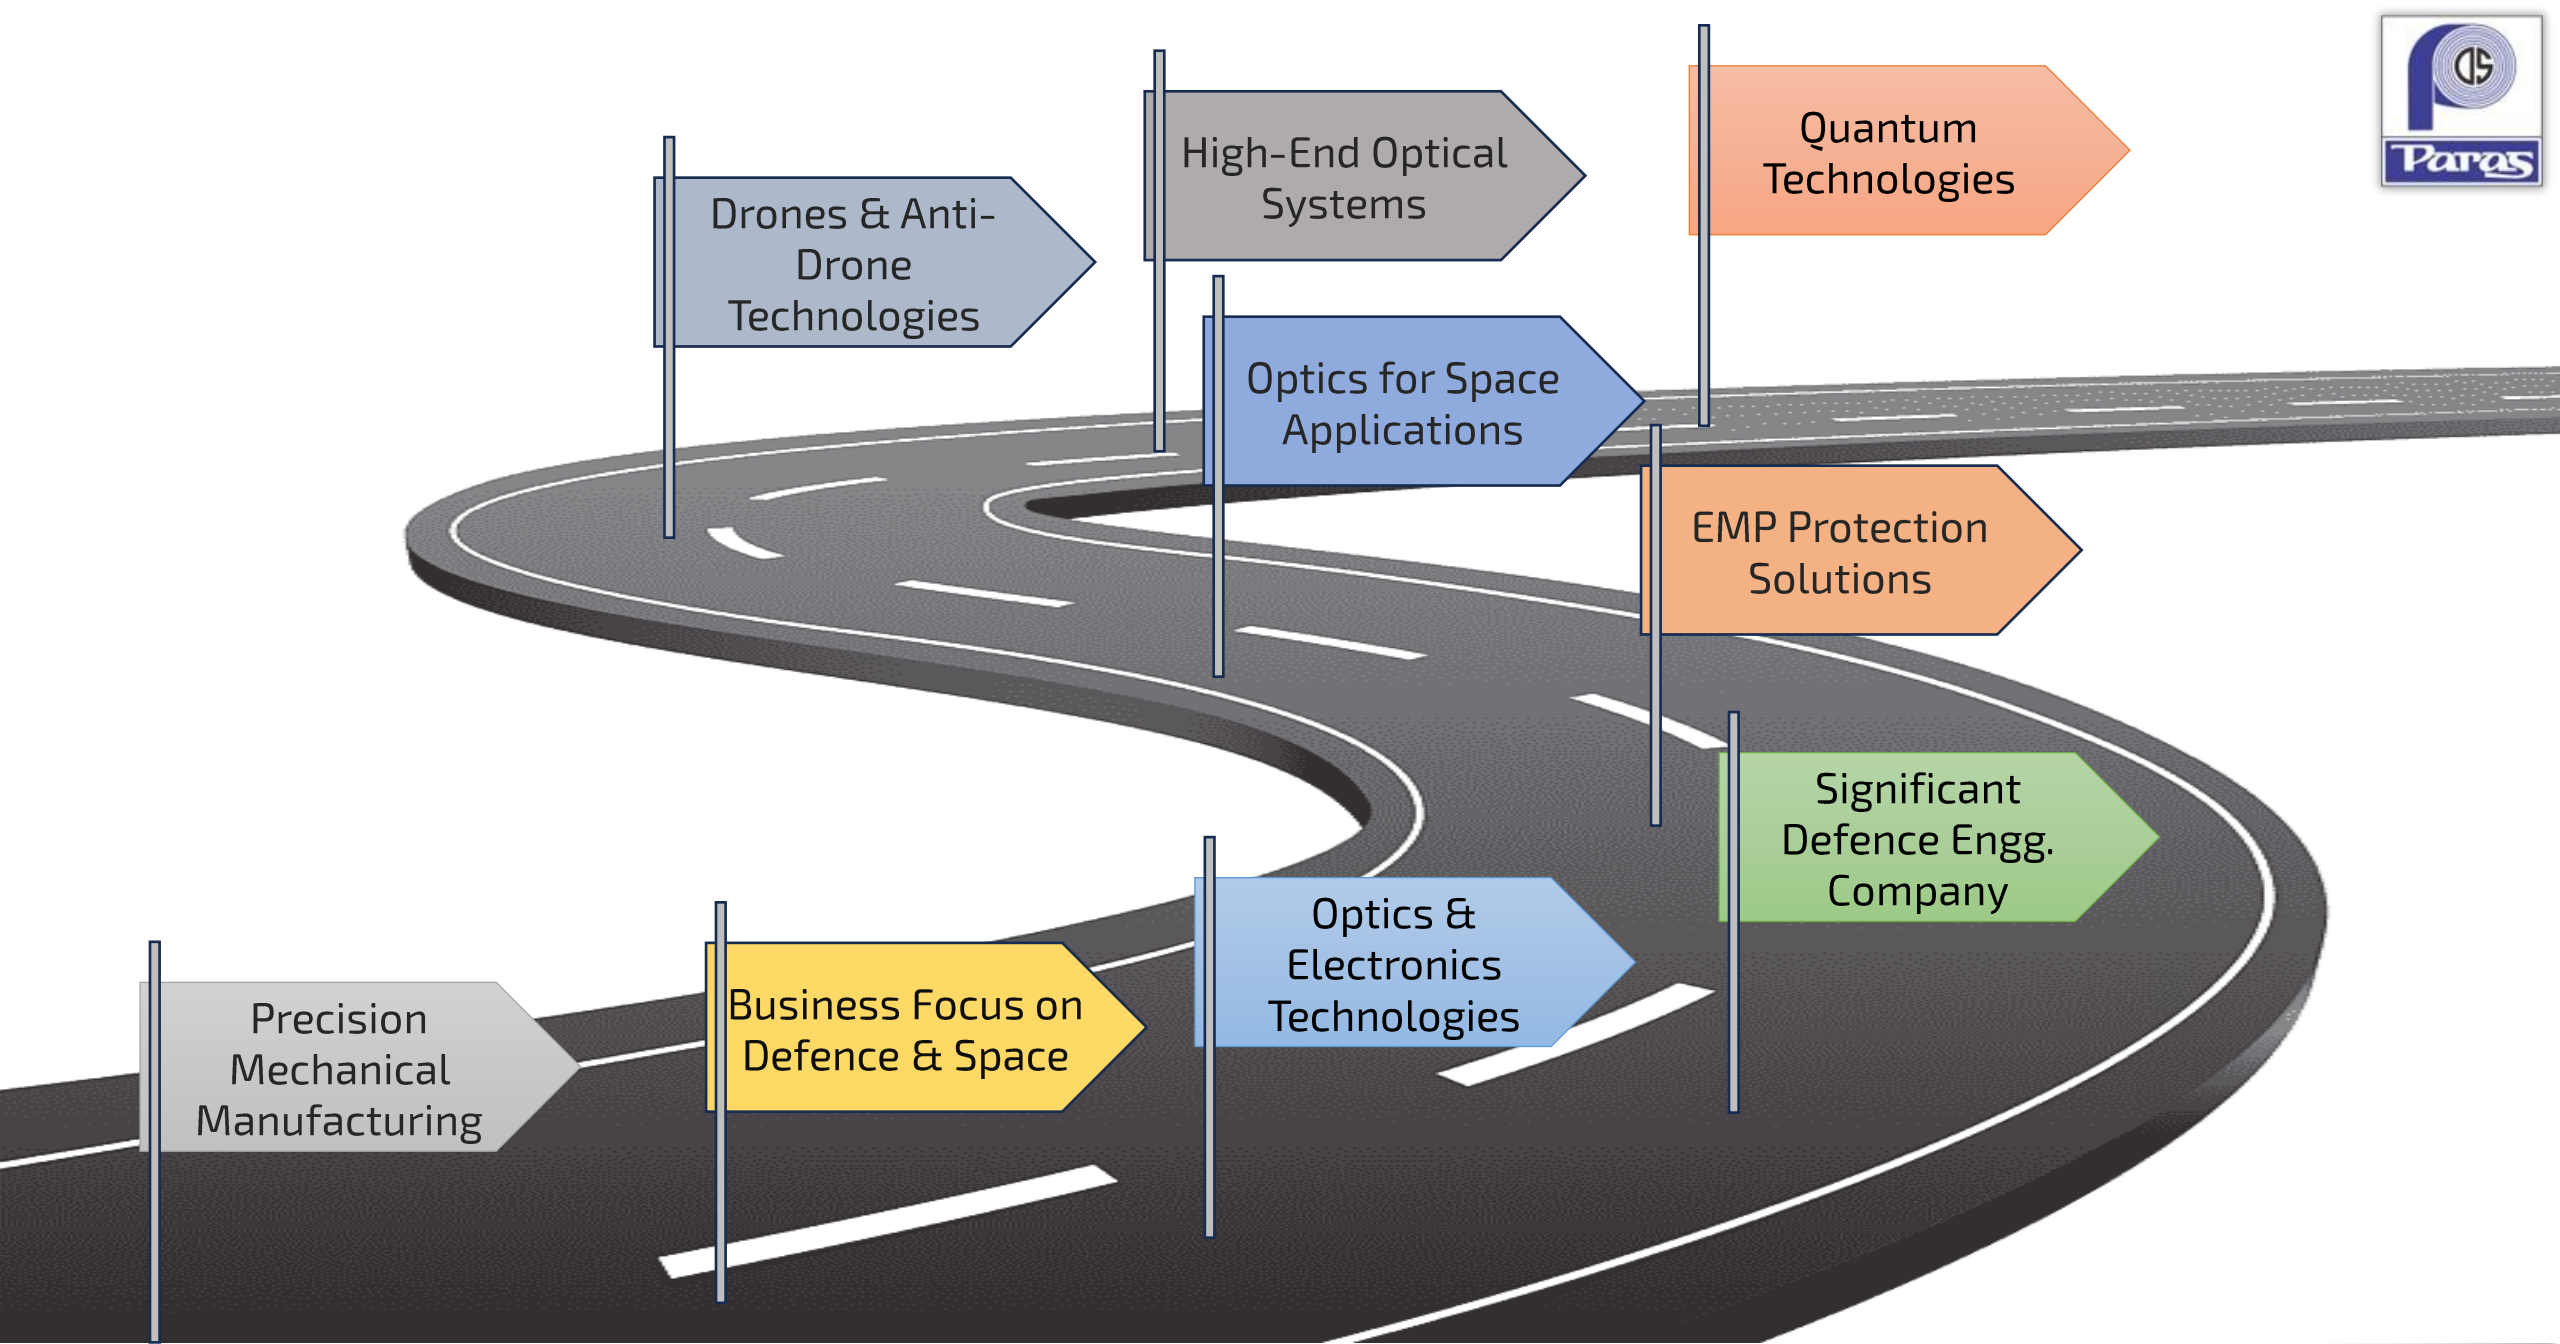 Quantum
Technologies
High-End Optical
Systems
Drones & Anti-
Drone
Technologies
Optics for Space
Applications
EMP Protection
Solutions
Significant
Defence Engg.
Company
Optics &
Electronics
Technologies
Business Focus on
Defence & Space
Precision
Mechanical
Manufacturing
DS
Paras